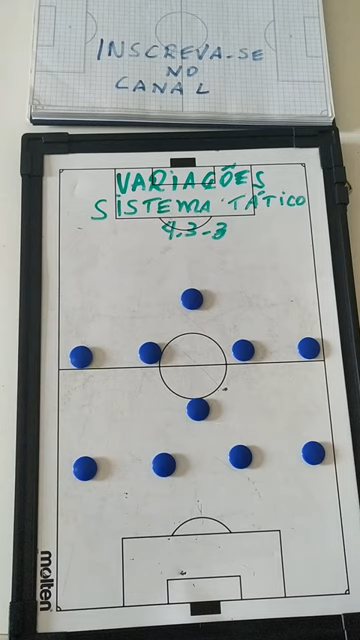 INSCREVA-SE
NO
CANAL
VARIAÇÕES
SISTEMA TÁTICO
4.3-3
molten